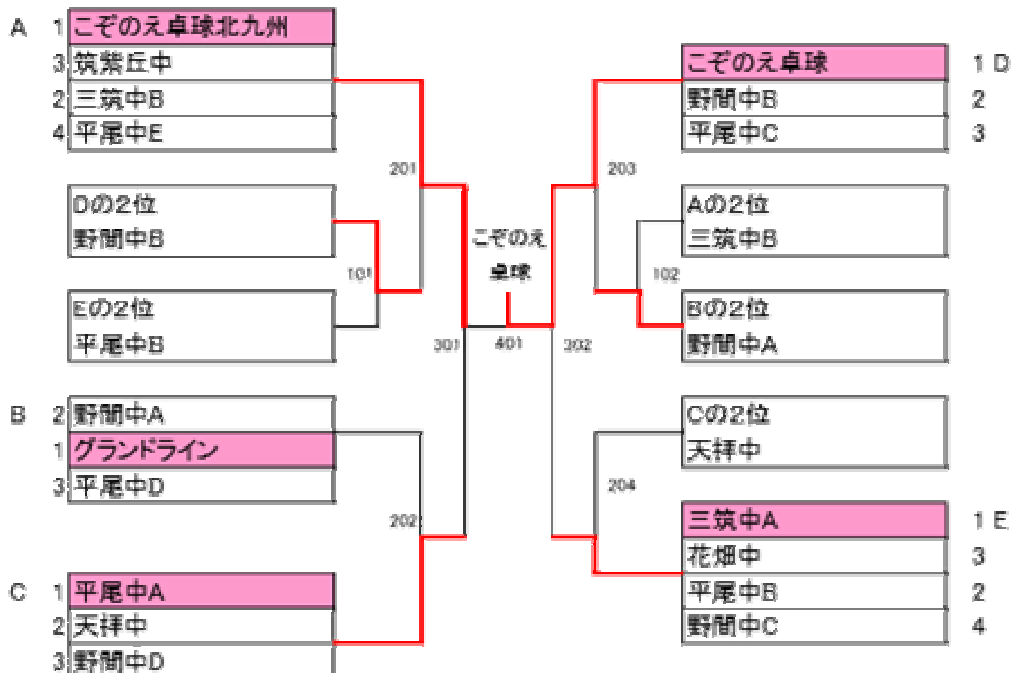 A 1 こぞのえ卓球北九州
3 筑紫丘中
2 三筑中B
4 平尾中E
こぞのえ卓球 1 D
野間中B 2
平尾中C 3
201
203
Dの2位
野間中B
Aの2位
三筑中B
こぞのえ
卓球
101
102
Eの2位
平尾中B
Bの2位
野間中A
301
401
302
B 2 野間中A
1 グランドライン
3 平尾中D
Cの2位
天拝中
202
204
三筑中A 1 E
花畑中 3
平尾中B 2
野間中C 4
C 1 平尾中A
2 天拝中
3 野間中D